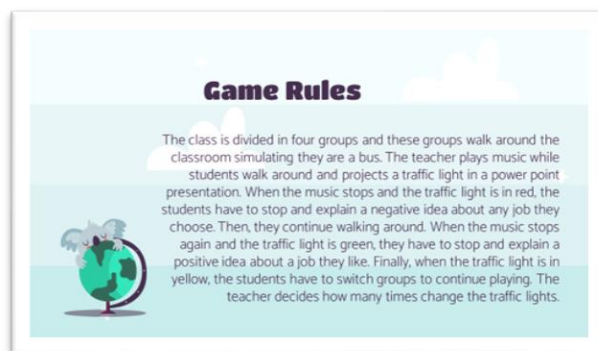 Game Rules
The class is divided in four groups and these groups walk around the
classroom simulating they are a bus. The teacher plays music while
students walk around and projects a traffic light in a power point
presentation. When the music stops and the traffic light is in red, the
students have to stop and explain a negative idea about any job they
choose. Then, they continue walking around. When the music stops
again and the traffic light is green, they have to stop and explain a
positive idea about a job they like. Finally, when the traffic light is in
yellow, the students have to switch groups to continue playing. The
teacher decides how many times change the traffic lights.